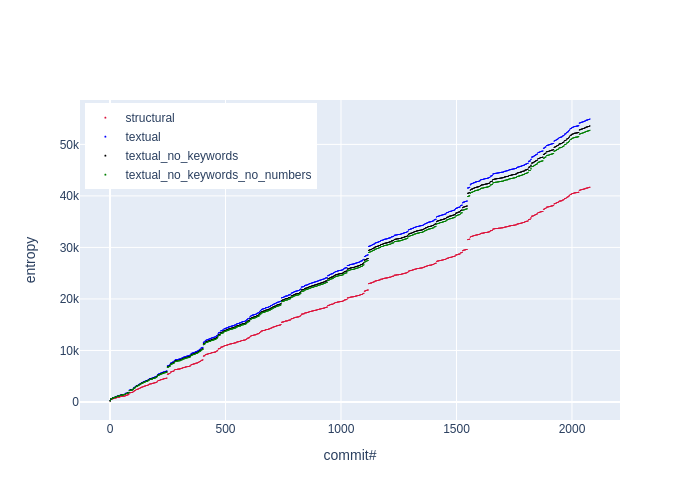 structural
textual
textual_no_keywords
textual_no_keywords_no_numbers
50k
40k
30k
20k
10k
0
entropy
0 500 1000 1500 2000
commit#